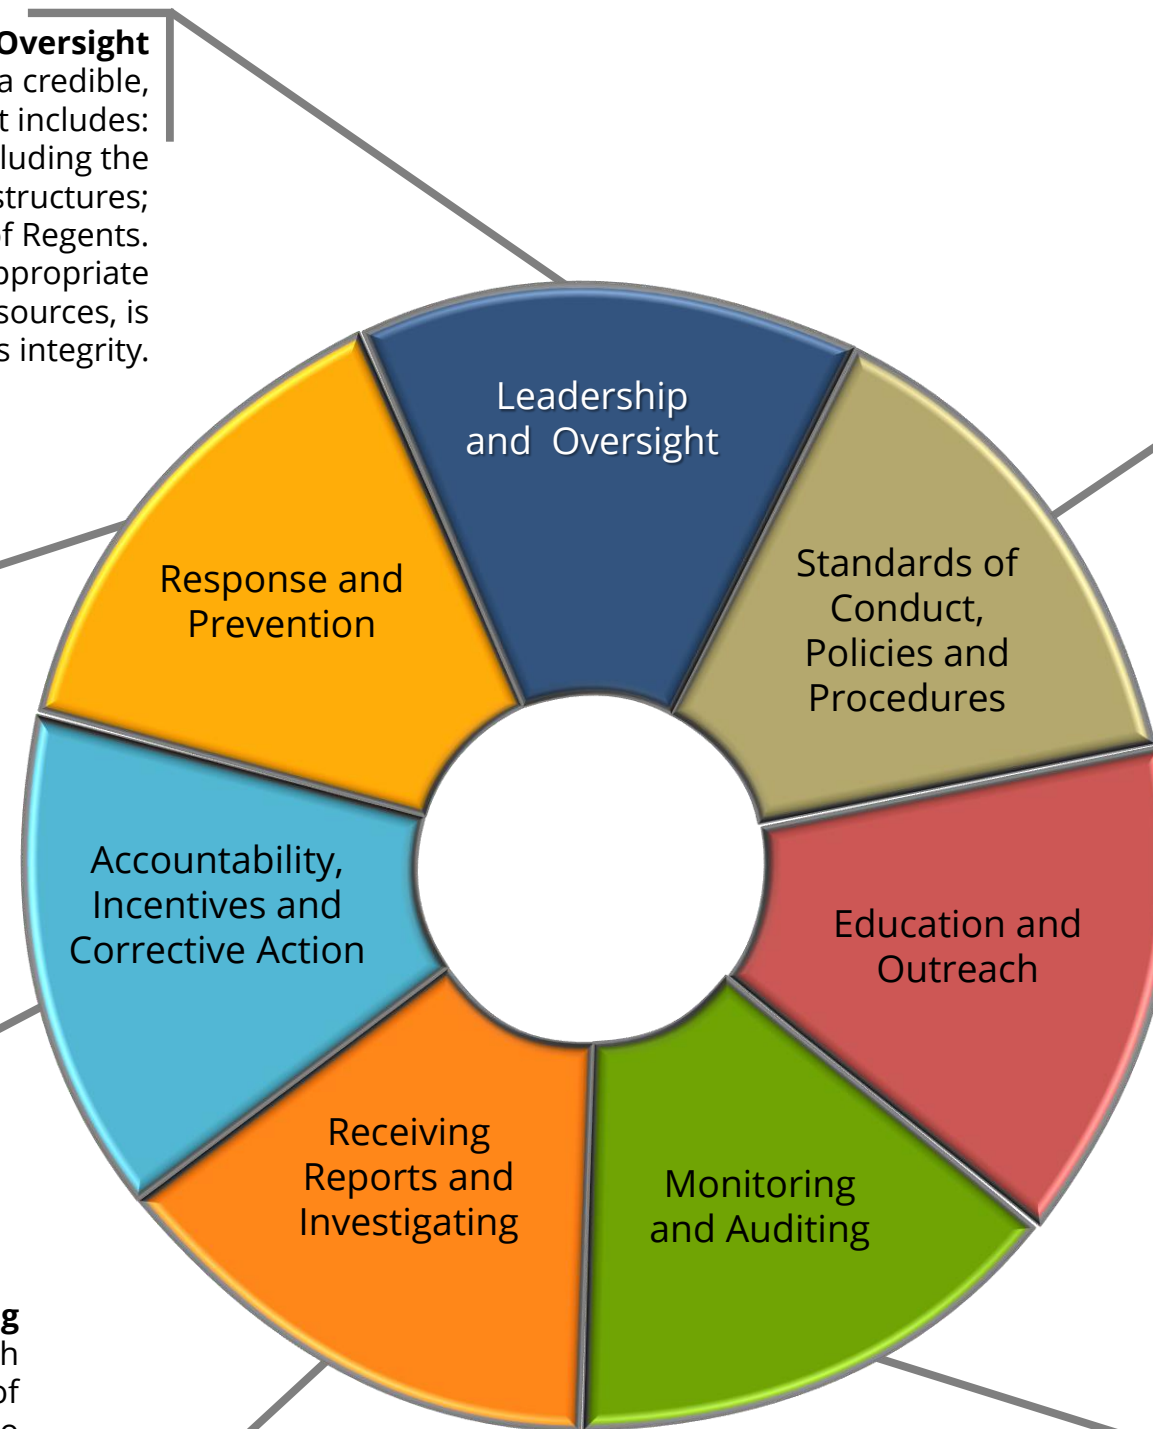 Oversight
a credible,
t includes:
luding the
structures;
of Regents.
ppropriate
sources, is
s integrity.
Leadership
and Oversight
Standards of
Conduct,
Policies and
Procedures
Education and
Outreach
Monitoring
and Auditing
Receiving
Reports and
Investigating
Accountability,
Incentives and
Corrective Action
Response and
Prevention
g
h
of